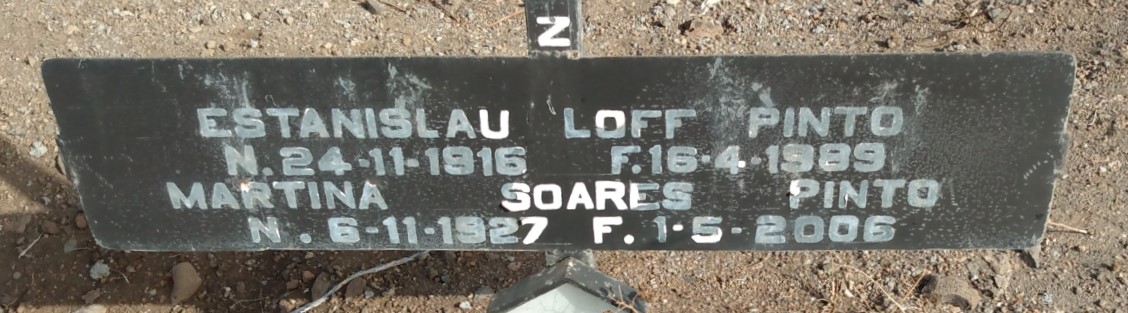 N
ESTANISLAU LOFF PINTO
N.24-11-1916 F.16-4-1989
MARTINA SOARES PINTO
N. 6-11-1927 F. 1-5-2006